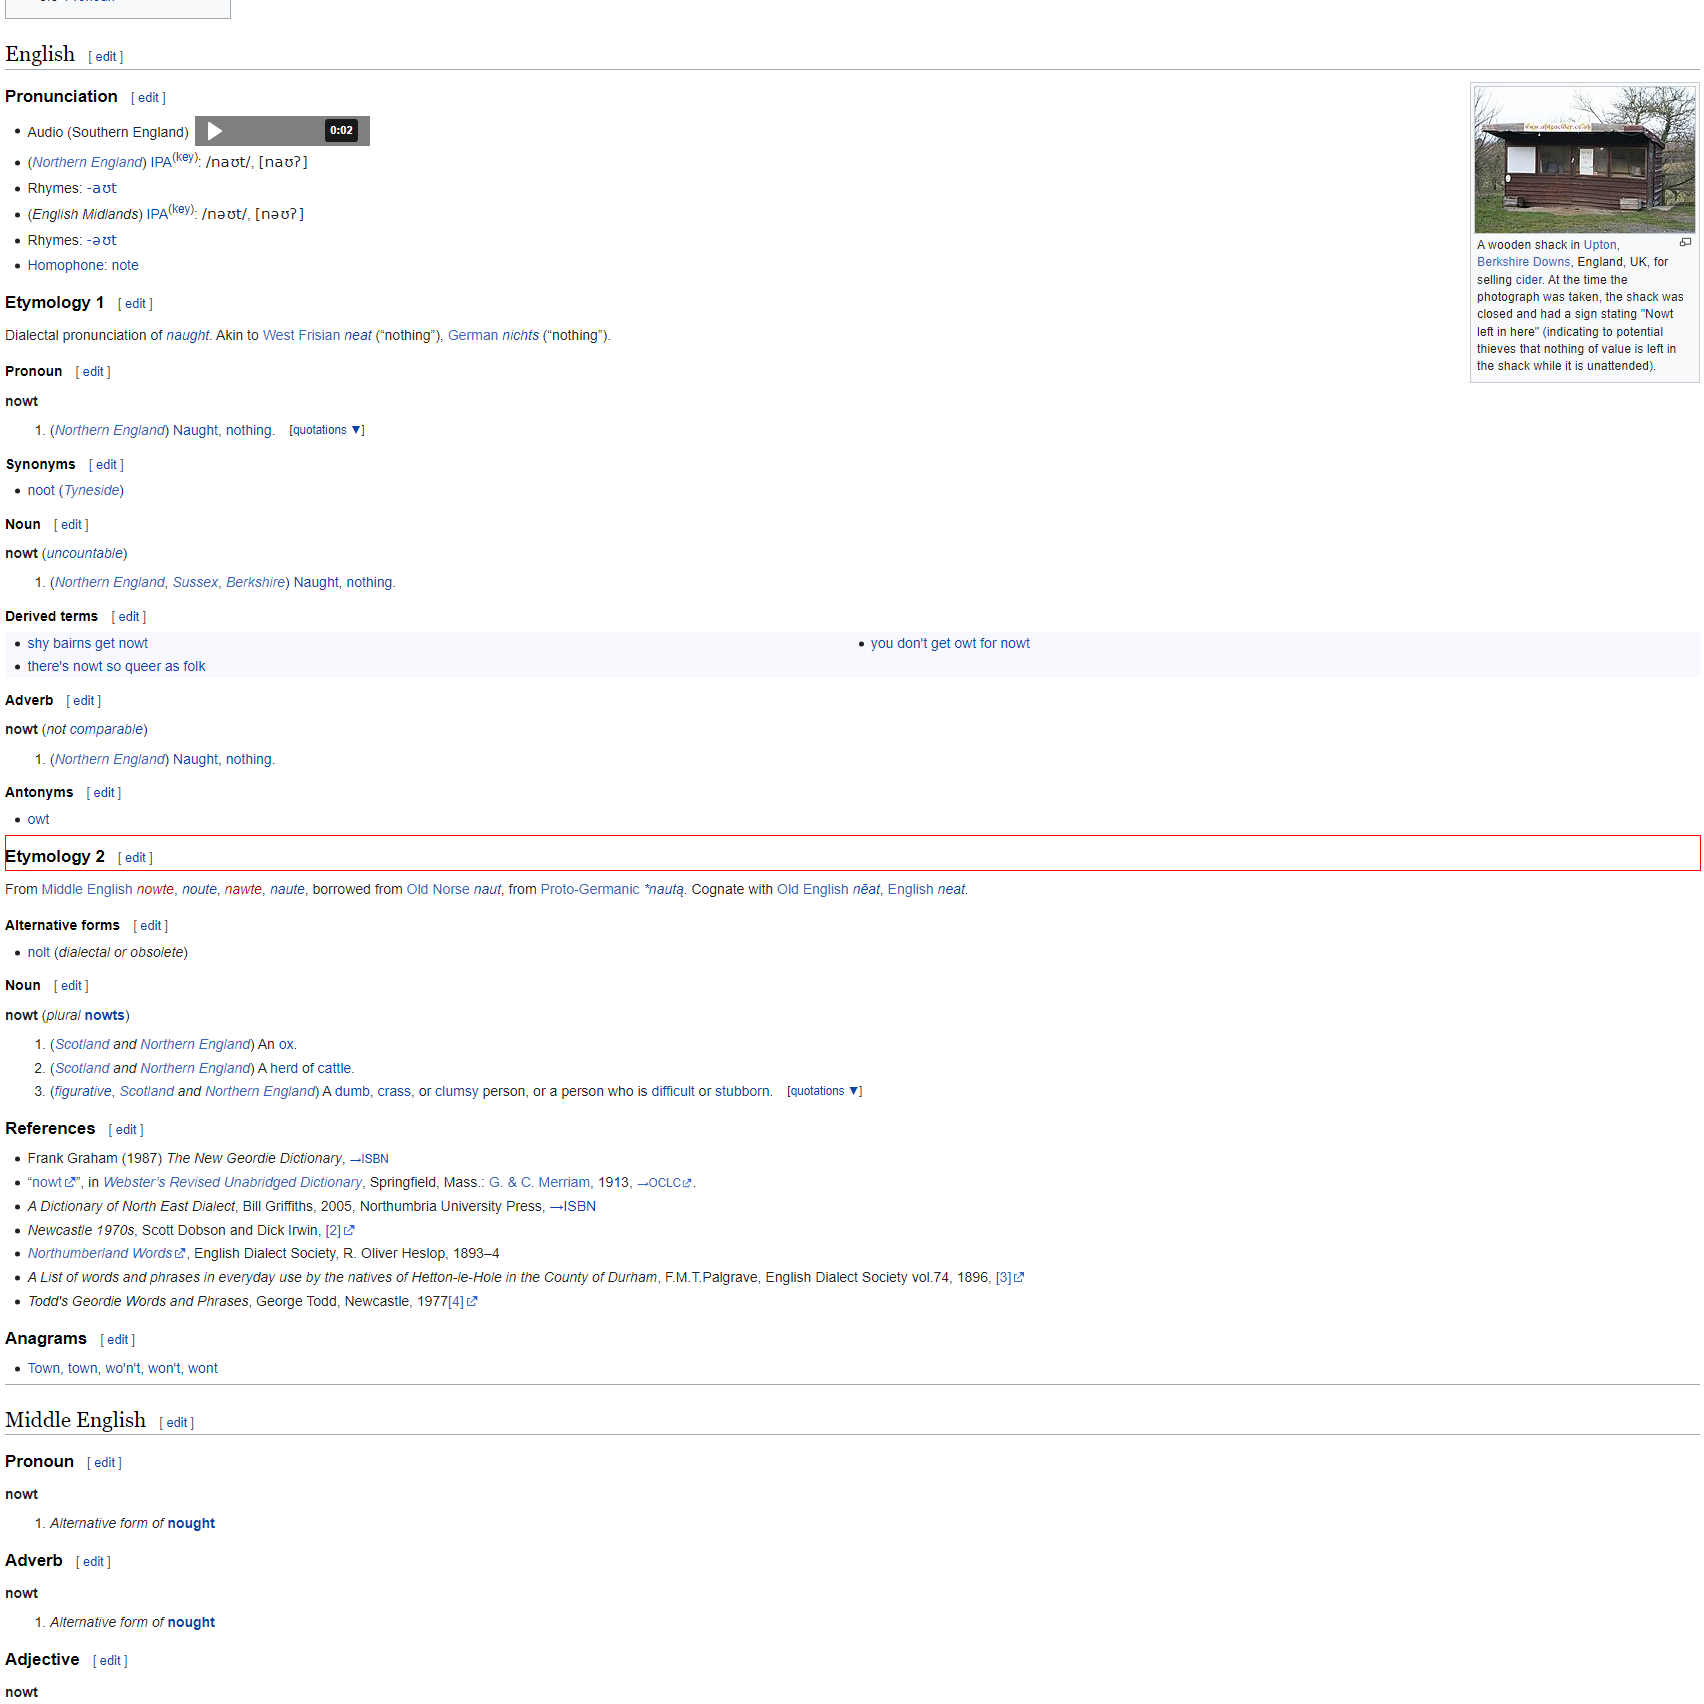 English [ edit ]
Pronunciation [ edit ]
Audio (Southern England) 0:02
(Northern England) IPA(key): /naʊt/, [naʊʔ]
Rhymes: -aʊt
(English Midlands) IPA(key): /nəʊt/, [nəʊʔ]
Rhymes: -əʊt
Homophone: note
www.uptoncider.co.uk
A wooden shack in Upton,
Berkshire Downs, England, UK, for
selling cider. At the time the
photograph was taken, the shack was
closed and had a sign stating "Nowt
left in here" (indicating to potential
thieves that nothing of value is left in
the shack while it is unattended).
Etymology 1 [ edit ]
Dialectal pronunciation of naught. Akin to West Frisian neat (“nothing”), German nichts (“nothing”).
Pronoun [ edit ]
nowt
1. (Northern England) Naught, nothing. [quotations ▼]
Synonyms [ edit ]
noot (Tyneside)
Noun [ edit ]
nowt (uncountable)
1. (Northern England, Sussex, Berkshire) Naught, nothing.
Derived terms [ edit ]
shy bairns get nowt
there's nowt so queer as folk
you don't get owt for nowt
Adverb [ edit ]
nowt (not comparable)
1. (Northern England) Naught, nothing.
Antonyms [ edit ]
owt
Etymology 2 [ edit ]
From Middle English nowte, noute, nawte, naute, borrowed from Old Norse naut, from Proto-Germanic *nautą. Cognate with Old English nēat, English neat.
Alternative forms [ edit ]
nolt (dialectal or obsolete)
Noun [ edit ]
nowt (plural nowts)
1. (Scotland and Northern England) An ox.
2. (Scotland and Northern England) A herd of cattle.
3. (figurative, Scotland and Northern England) A dumb, crass, or clumsy person, or a person who is difficult or stubborn. [quotations ▼]
References [ edit ]
Frank Graham (1987) The New Geordie Dictionary, →ISBN
“nowt”, in Webster’s Revised Unabridged Dictionary, Springfield, Mass.: G. & C. Merriam, 1913, →OCLC.
A Dictionary of North East Dialect, Bill Griffiths, 2005, Northumbria University Press, →ISBN
Newcastle 1970s, Scott Dobson and Dick Irwin, [2]
Northumberland Words, English Dialect Society, R. Oliver Heslop, 1893–4
A List of words and phrases in everyday use by the natives of Hetton-le-Hole in the County of Durham, F.M.T.Palgrave, English Dialect Society vol.74, 1896, [3]
Todd's Geordie Words and Phrases, George Todd, Newcastle, 1977[4]
Anagrams [ edit ]
Town, town, wo'n't, won't, wont
Middle English [ edit ]
Pronoun [ edit ]
nowt
1. Alternative form of nought
Adverb [ edit ]
nowt
1. Alternative form of nought
Adjective [ edit ]
nowt